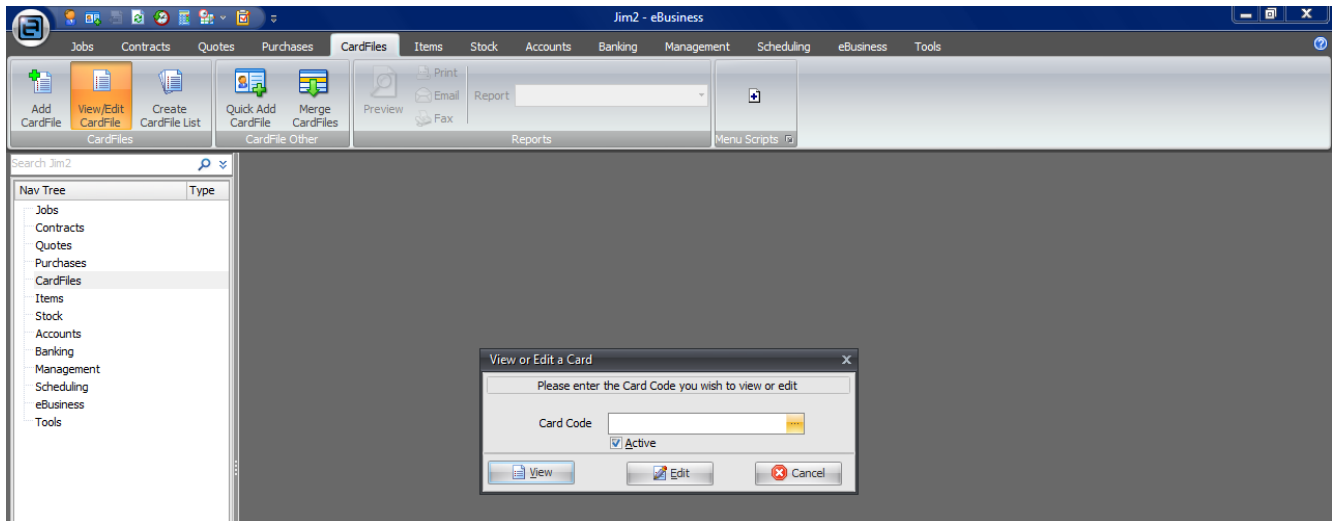 Jim2 - eBusiness
Jobs Contracts Quotes Purchases CardFiles Items Stock Accounts Banking Management Scheduling eBusiness Tools
Add CardFile
View/Edit CardFile
Create CardFile List
CardFiles
Quick Add CardFile
Merge CardFiles
CardFile Other
Preview
Print
Email
Fax
Report
Reports
Menu Scripts
Search Jim2
Nav Tree Type
Jobs
Contracts
Quotes
Purchases
CardFiles
Items
Stock
Accounts
Banking
Management
Scheduling
eBusiness
Tools
View or Edit a Card
Please enter the Card Code you wish to view or edit
Card Code
Active
View Edit Cancel